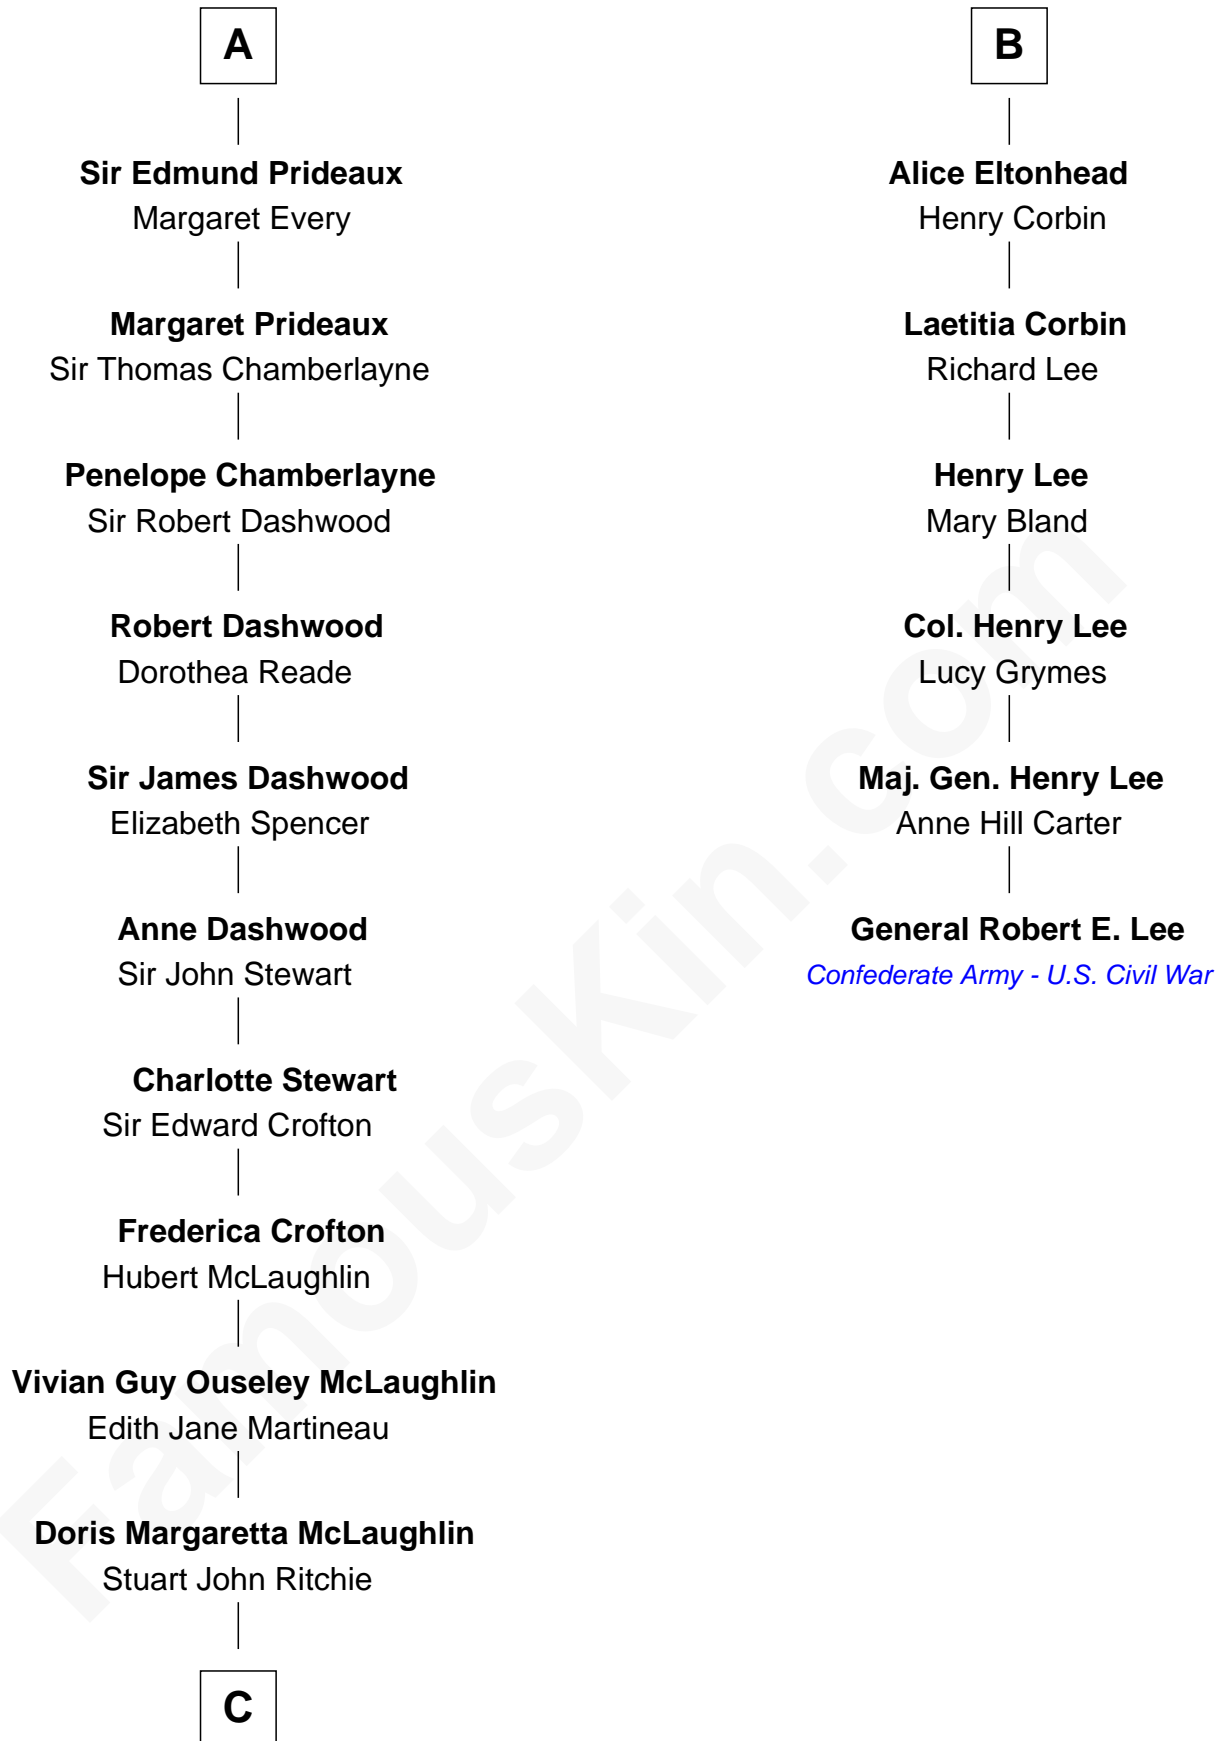 A
Sir Edmund Prideaux
Margaret Every
Margaret Prideaux
Sir Thomas Chamberlayne
Penelope Chamberlayne
Sir Robert Dashwood
Robert Dashwood
Dorothea Reade
Sir James Dashwood
Elizabeth Spencer
Anne Dashwood
Sir John Stewart
Charlotte Stewart
Sir Edward Crofton
Frederica Crofton
Hubert McLaughlin
Vivian Guy Ouseley McLaughlin
Edith Jane Martineau
Doris Margaretta McLaughlin
Stuart John Ritchie
C
B
Alice Eltonhead
Henry Corbin
Laetitia Corbin
Richard Lee
Henry Lee
Mary Bland
Col. Henry Lee
Lucy Grymes
Maj. Gen. Henry Lee
Anne Hill Carter
General Robert E. Lee
Confederate Army - U.S. Civil War
FamousKin.com